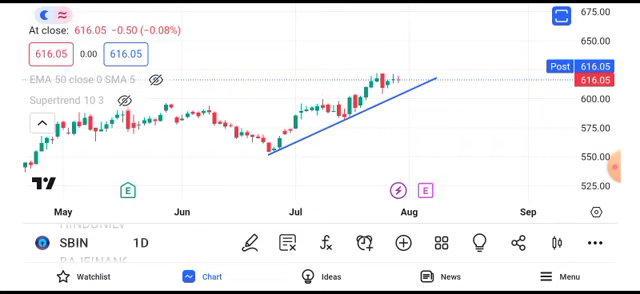 675.00
At close: 616.05 −0.50 (−0.08%)
650.00
616.05 0.00 616.05
Post 616.05
EMA 50 close 0 SMA 5
616.05
Supertrend 10 3
600.00
575.00
550.00
E E
525.00
May Jun Jul Aug Sep
SBIN 1D
Watchlist Chart Ideas News Menu